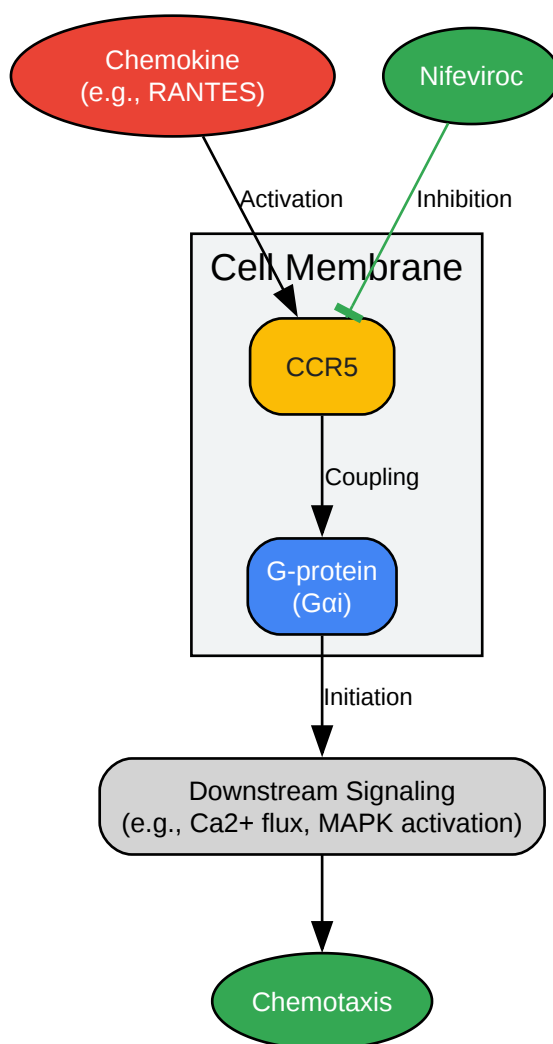 Chemokine
(e.g., RANTES)
Nifeviroc
Activation
Inhibition
Cell Membrane
CCR5
Coupling
G-protein
(Gαi)
Initiation
Downstream Signaling
(e.g., Ca2+ flux, MAPK activation)
Chemotaxis